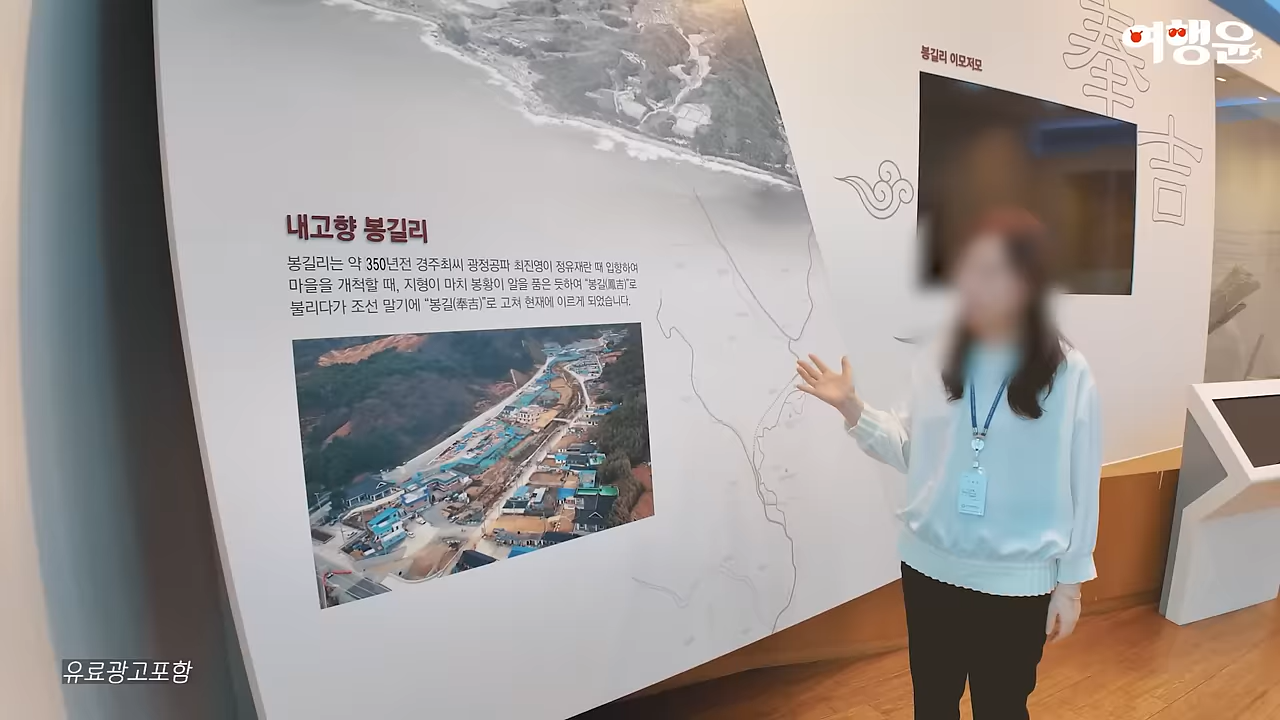 여행윤
봉길리 이모저모
奉吉
내고향 봉길리
봉길리는 약 350년전 경주최씨 광정공파 최진영이 정유재란 때 입향하여
마을을 개척할 때, 지형이 마치 봉황이 알을 품은 듯하여 “봉길(鳳吉)”로
불리다가 조선 말기에 “봉길(奉吉)”로 고쳐 현재에 이르게 되었습니다.
유료광고포함